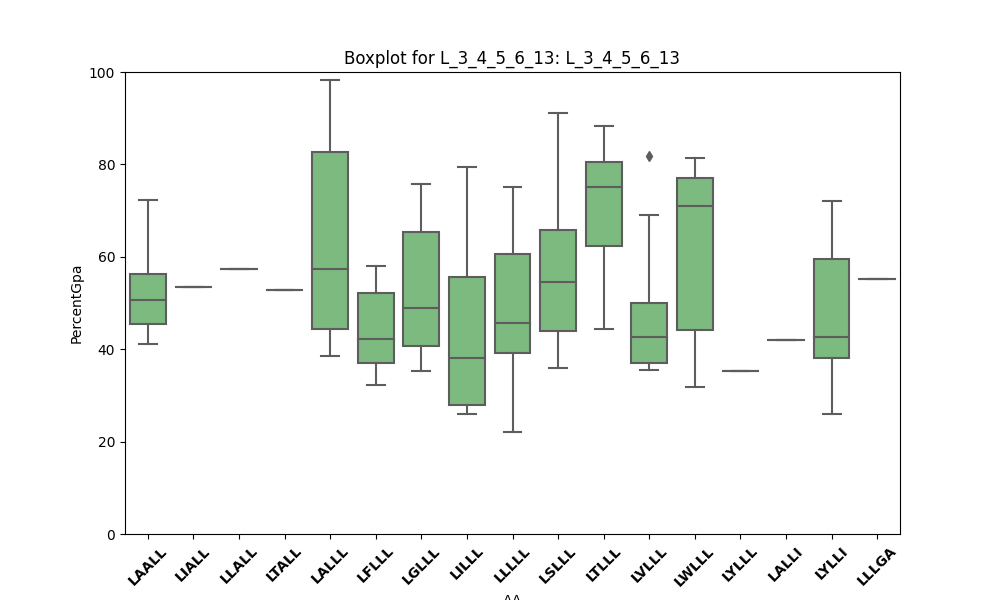 Boxplot for L_3_4_5_6_13: L_3_4_5_6_13
100
80
60
40
20
0
PercentGpa
LAALL LIALL LLALL LTALL LALLL LFLLL LGLLL LILLL LLLLL LSLLL LTLLL LVLLL LWLLL LYLLL LALLI LYLLI LLLGA
AA